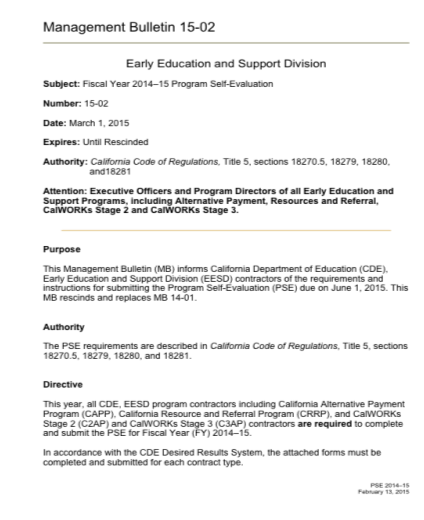 Management Bulletin 15-02
Early Education and Support Division
Subject: Fiscal Year 2014–15 Program Self-Evaluation
Number: 15-02
Date: March 1, 2015
Expires: Until Rescinded
Authority: California Code of Regulations, Title 5, sections 18270.5, 18279, 18280,
and18281
Attention: Executive Officers and Program Directors of all Early Education and
Support Programs, including Alternative Payment, Resources and Referral,
CalWORKs Stage 2 and CalWORKs Stage 3.
Purpose
This Management Bulletin (MB) informs California Department of Education (CDE),
Early Education and Support Division (EESD) contractors of the requirements and
instructions for submitting the Program Self-Evaluation (PSE) due on June 1, 2015. This
MB rescinds and replaces MB 14-01.
Authority
The PSE requirements are described in California Code of Regulations, Title 5, sections
18270.5, 18279, 18280, and 18281.
Directive
This year, all CDE, EESD program contractors including California Alternative Payment
Program (CAPP), California Resource and Referral Program (CRRP), and CalWORKs
Stage 2 (C2AP) and CalWORKs Stage 3 (C3AP) contractors are required to complete
and submit the PSE for Fiscal Year (FY) 2014–15.
In accordance with the CDE Desired Results System, the attached forms must be
completed and submitted for each contract type.
PSE 2014–15
February 13, 2015